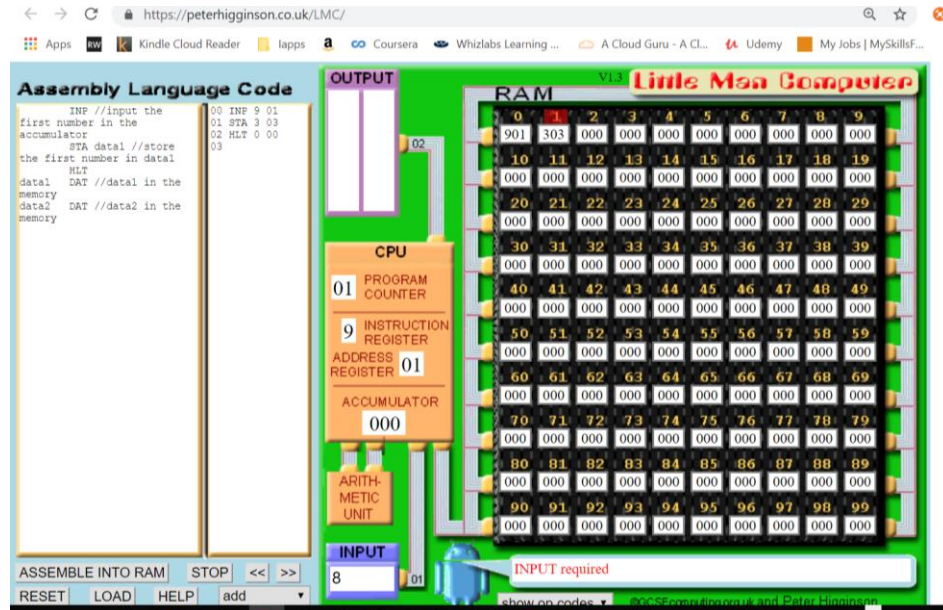 https://peterhigginson.co.uk/LMC/
Apps RW Kindle Cloud Reader lapps a Coursera Whizlabs Learning ... A Cloud Guru - A Cl... Udemy My Jobs | MySkillsF...
Assembly Language Code
INP //input the
first number in the
accumulator
STA data1 //store
the first number in data1
HLT
data1 DAT //data1 in the
memory
data2 DAT //data2 in the
memory
00 INP 9 01
01 STA 3 03
02 HLT 0 00
03
OUTPUT
02
CPU
01 PROGRAM
COUNTER
9 INSTRUCTION
REGISTER
ADDRESS
REGISTER 01
ACCUMULATOR
000
ARITH-
METIC
UNIT
INPUT
8
01
V1.3 Little Man Computer
RAM
0 1 2 3 4 5 6 7 8 9
901 303 000 000 000 000 000 000 000 000
10 11 12 13 14 15 16 17 18 19
000 000 000 000 000 000 000 000 000 000
20 21 22 23 24 25 26 27 28 29
000 000 000 000 000 000 000 000 000 000
30 31 32 33 34 35 36 37 38 39
000 000 000 000 000 000 000 000 000 000
40 41 42 43 44 45 46 47 48 49
000 000 000 000 000 000 000 000 000 000
50 51 52 53 54 55 56 57 58 59
000 000 000 000 000 000 000 000 000 000
60 61 62 63 64 65 66 67 68 69
000 000 000 000 000 000 000 000 000 000
70 71 72 73 74 75 76 77 78 79
000 000 000 000 000 000 000 000 000 000
80 81 82 83 84 85 86 87 88 89
000 000 000 000 000 000 000 000 000 000
90 91 92 93 94 95 96 97 98 99
000 000 000 000 000 000 000 000 000 000
INPUT required
ASSEMBLE INTO RAM STOP << >>
RESET LOAD HELP add
show op codes ©GCSEcomputing.org.uk and Peter Higginson